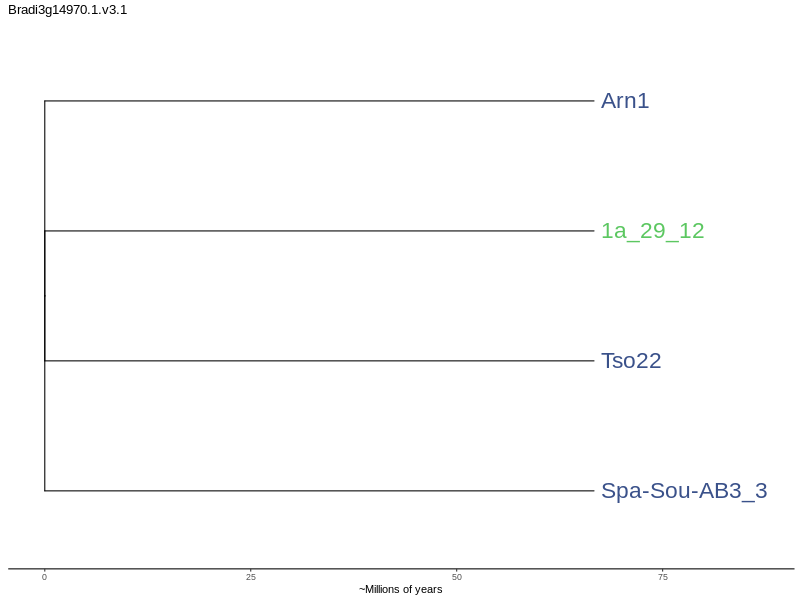 Bradi3g14970.1.v3.1
Arn1
1a_29_12
Tso22
Spa-Sou-AB3_3
0 25 50 75
~Millions of years